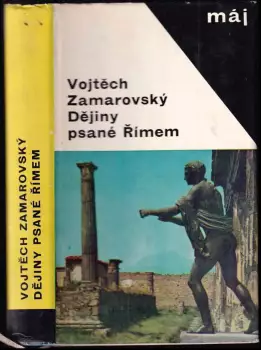 máj
Vojtěch
Zamarovský
Dějiny
psané Římem
VOJTĚCH ZAMAROVSKÝ
DĚJINY PSANÉ ŘÍMEM